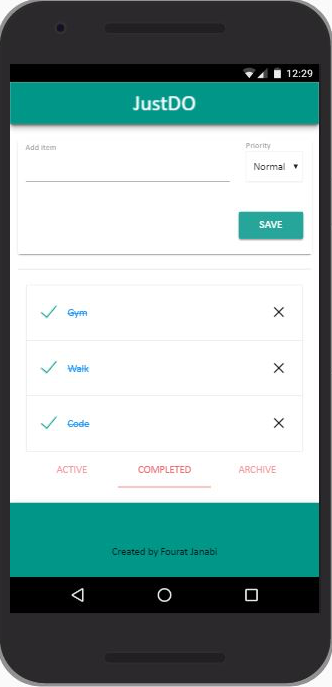 12:29
JustDO
Add Item
Priority
Normal
SAVE
Gym
Walk
Code
ACTIVE COMPLETED ARCHIVE
Created by Fourat Janabi